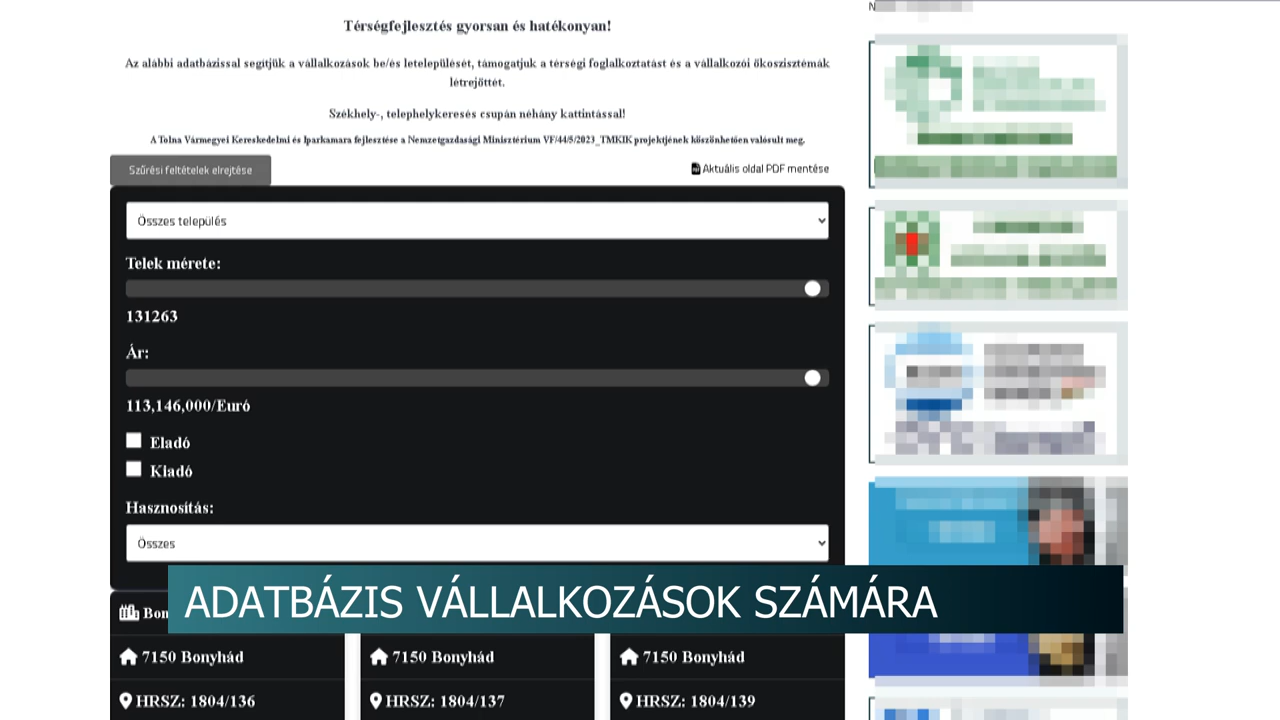 Térségfejlesztés gyorsan és hatékonyan!
Az alábbi adatbázissal segítjük a vállalkozások be/és letelepülését, támogatjuk a térségi foglalkoztatást és a vállalkozói ökoszisztémák
létrejöttét.
Székhely-, telephelykeresés csupán néhány kattintással!
A Tolna Vármegyei Kereskedelmi és Iparkamara fejlesztése a Nemzetgazdasági Minisztérium VF/44/5/2023_TMKIK projektjének köszönhetően valósult meg.
Szűrési feltételek elrejtése
Aktuális oldal PDF mentése
Összes település
Telek mérete:
131263
Ár:
113,146,000/Euró
Eladó
Kiadó
Hasznosítás:
Összes
ADATBÁZIS VÁLLALKOZÁSOK SZÁMÁRA
7150 Bonyhád
7150 Bonyhád
7150 Bonyhád
HRSZ: 1804/136
HRSZ: 1804/137
HRSZ: 1804/139